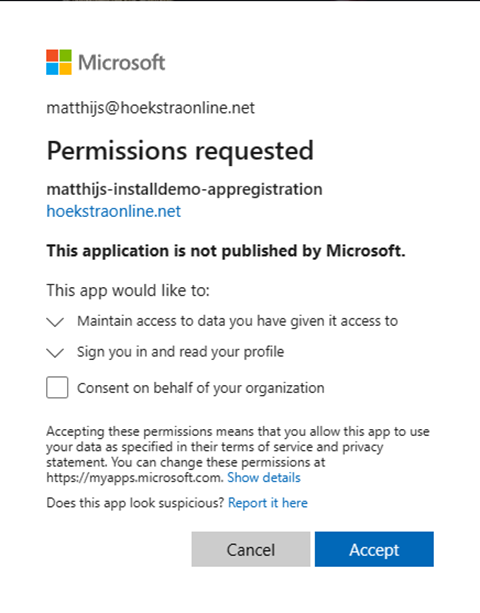 Microsoft
matthijs@hoekstraonline.net
Permissions requested
matthijs-installdemo-appregistration
hoekstraonline.net
This application is not published by Microsoft.
This app would like to:
Maintain access to data you have given it access to
Sign you in and read your profile
Consent on behalf of your organization
Accepting these permissions means that you allow this app to use
your data as specified in their terms of service and privacy
statement. You can change these permissions at
https://myapps.microsoft.com. Show details
Does this app look suspicious? Report it here
Cancel Accept